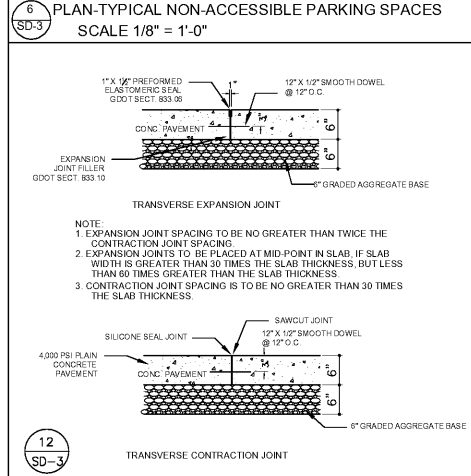 6
SD-3
PLAN-TYPICAL NON-ACCESSIBLE PARKING SPACES
SCALE 1/8" = 1'-0"
1" X 1½" PREFORMED
ELASTOMERIC SEAL
GDOT SECT. 833.06
12" X 1/2" SMOOTH DOWEL
@ 12" O.C.
CONC. PAVEMENT
6"
EXPANSION
JOINT FILLER
GDOT SECT. 833.10
6"
6" GRADED AGGREGATE BASE
TRANSVERSE EXPANSION JOINT
NOTE:
1. EXPANSION JOINT SPACING TO BE NO GREATER THAN TWICE THE
CONTRACTION JOINT SPACING.
2. EXPANSION JOINTS TO BE PLACED AT MID-POINT IN SLAB, IF SLAB
WIDTH IS GREATER THAN 30 TIMES THE SLAB THICKNESS, BUT LESS
THAN 60 TIMES GREATER THAN THE SLAB THICKNESS.
3. CONTRACTION JOINT SPACING IS TO BE NO GREATER THAN 30 TIMES
THE SLAB THICKNESS.
SAWCUT JOINT
SILICONE SEAL JOINT
12" X 1/2" SMOOTH DOWEL
@ 12" O.C.
4,000 PSI PLAIN
CONCRETE
PAVEMENT
CONC. PAVEMENT
6"
6"
6" GRADED AGGREGATE BASE
12
SD-3
TRANSVERSE CONTRACTION JOINT